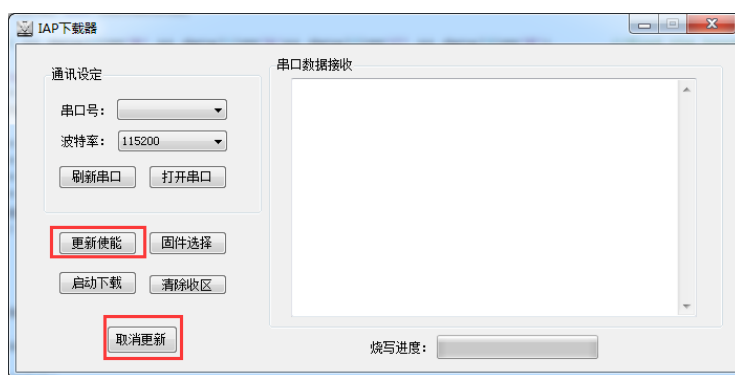 IAP下载器
通讯设定
串口号：
波特率： 115200
刷新串口 打开串口
更新使能 固件选择
启动下载 清除收区
取消更新
串口数据接收
烧写进度：